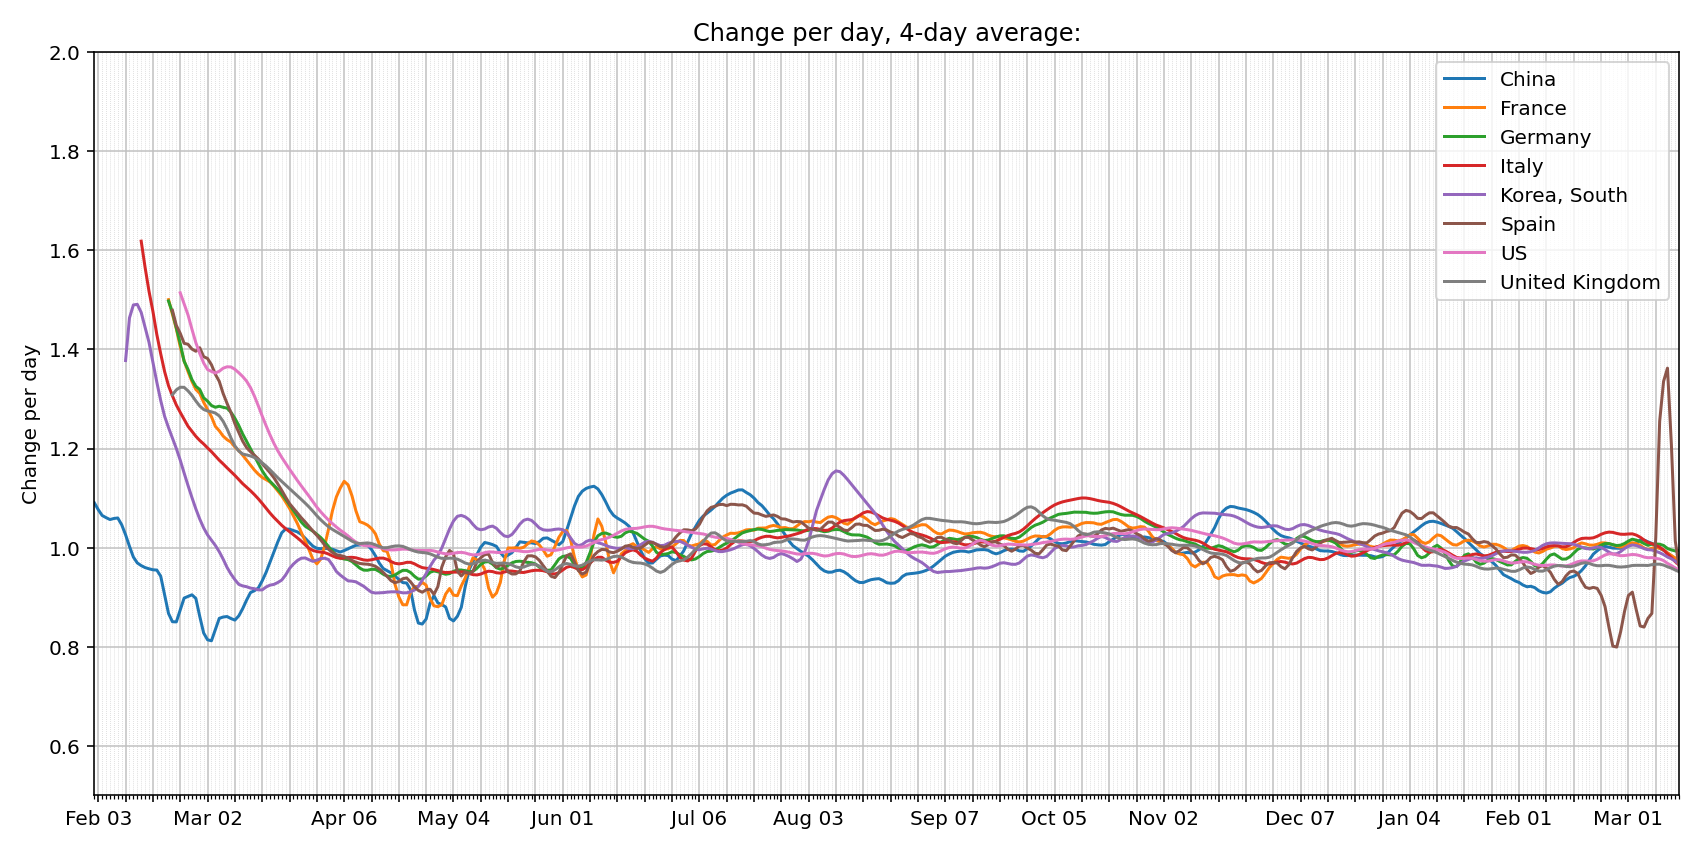 Change per day, 4-day average:
2.0
1.8
1.6
1.4
1.2
1.0
0.8
0.6
Change per day
China
France
Germany
Italy
Korea, South
Spain
US
United Kingdom
Feb 03 Mar 02 Apr 06 May 04 Jun 01 Jul 06 Aug 03 Sep 07 Oct 05 Nov 02 Dec 07 Jan 04 Feb 01 Mar 01